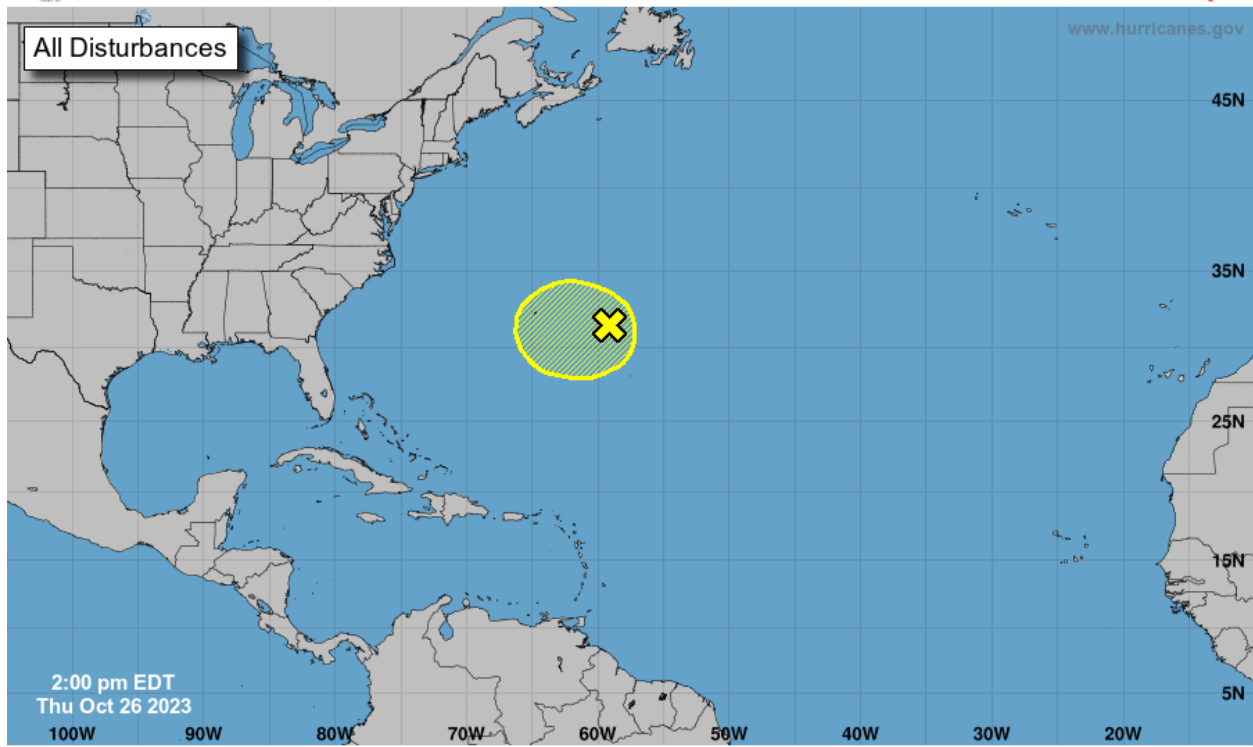 All Disturbances
www.hurricanes.gov
45N
35N
25N
15N
5N
2:00 pm EDT
Thu Oct 26 2023
100W 90W 80W 70W 60W 50W 40W 30W 20W